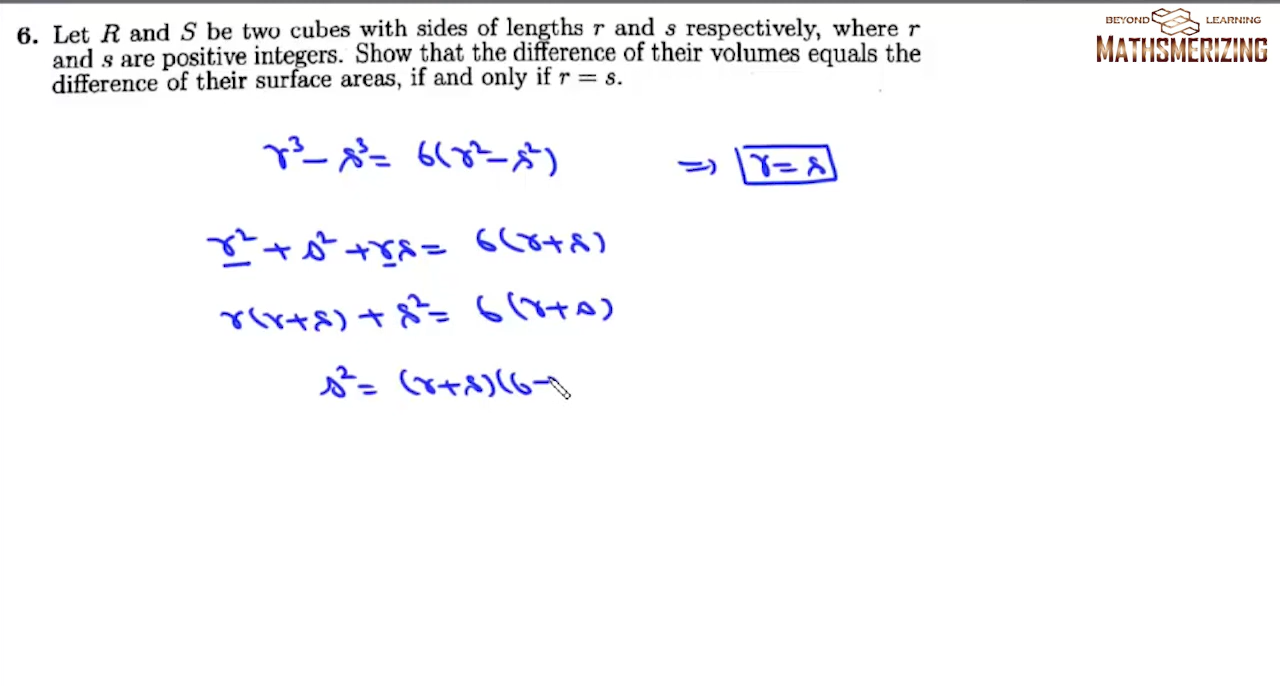 6. Let R and S be two cubes with sides of lengths r and s respectively, where r
and s are positive integers. Show that the difference of their volumes equals the
difference of their surface areas, if and only if r = s.
BEYOND LEARNING
MATHSMERIZING
r³ - s³ = 6(r² - s²) ⇒ r = s
r² + s² + rs = 6(r+s)
r(r+s) + s² = 6(r+s)
s² = (r+s)(6-